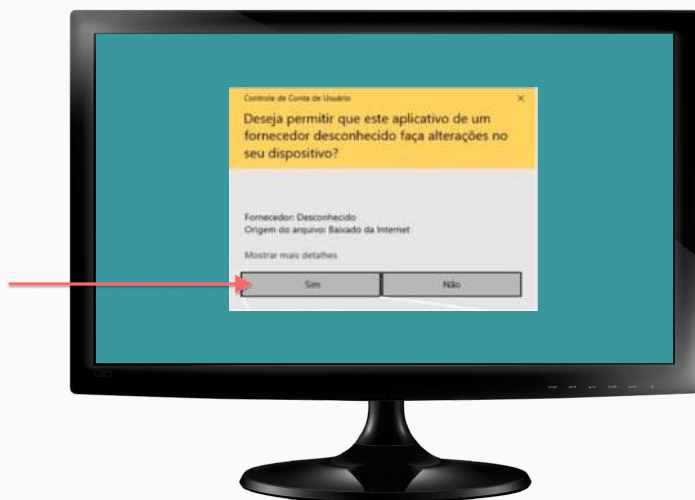 Controle de Conta de Usuário
Deseja permitir que este aplicativo de um
fornecedor desconhecido faça alterações no
seu dispositivo?
Fornecedor: Desconhecido
Origem do arquivo: Baixado da Internet
Mostrar mais detalhes
Sim
Não